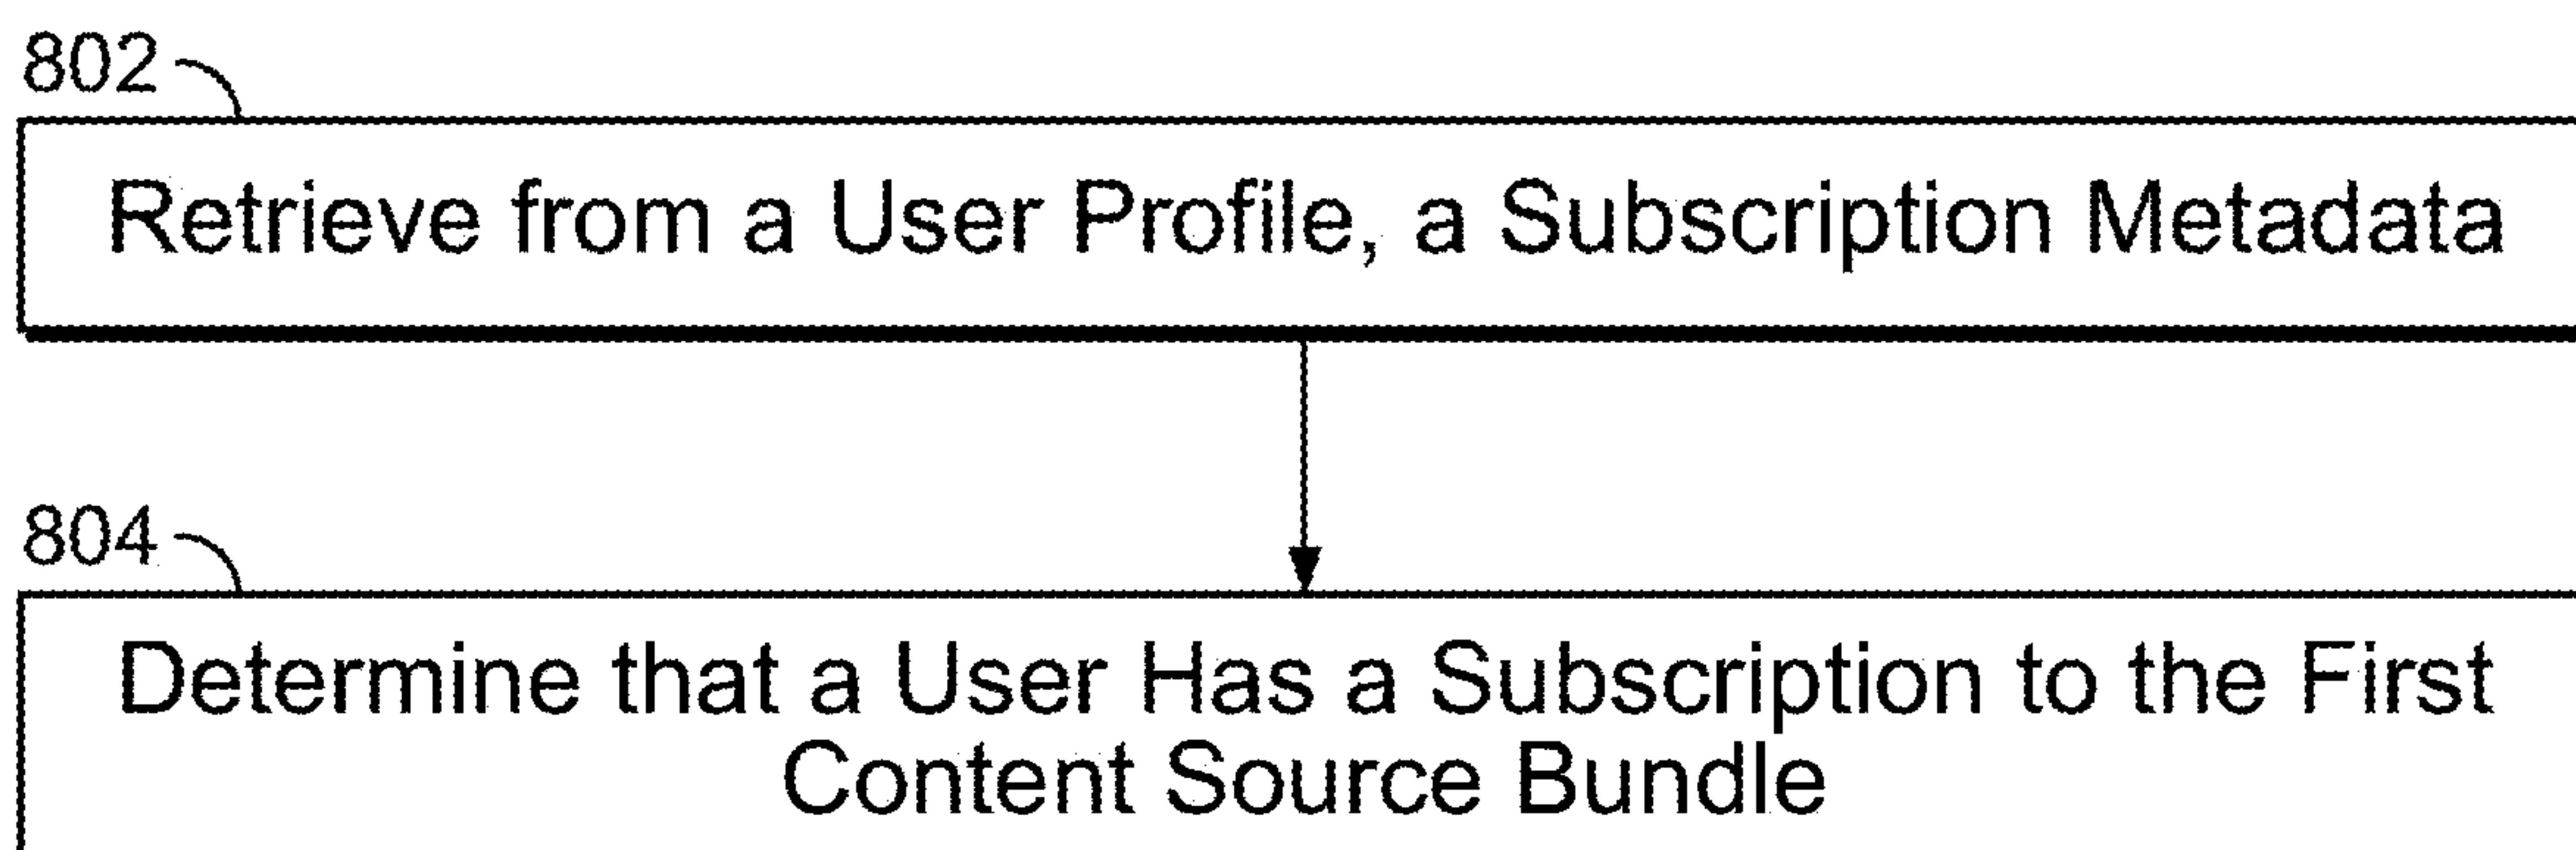 802
Retrieve from a User Profile, a Subscription Metadata
804
Determine that a User Has a Subscription to the First
Content Source Bundle